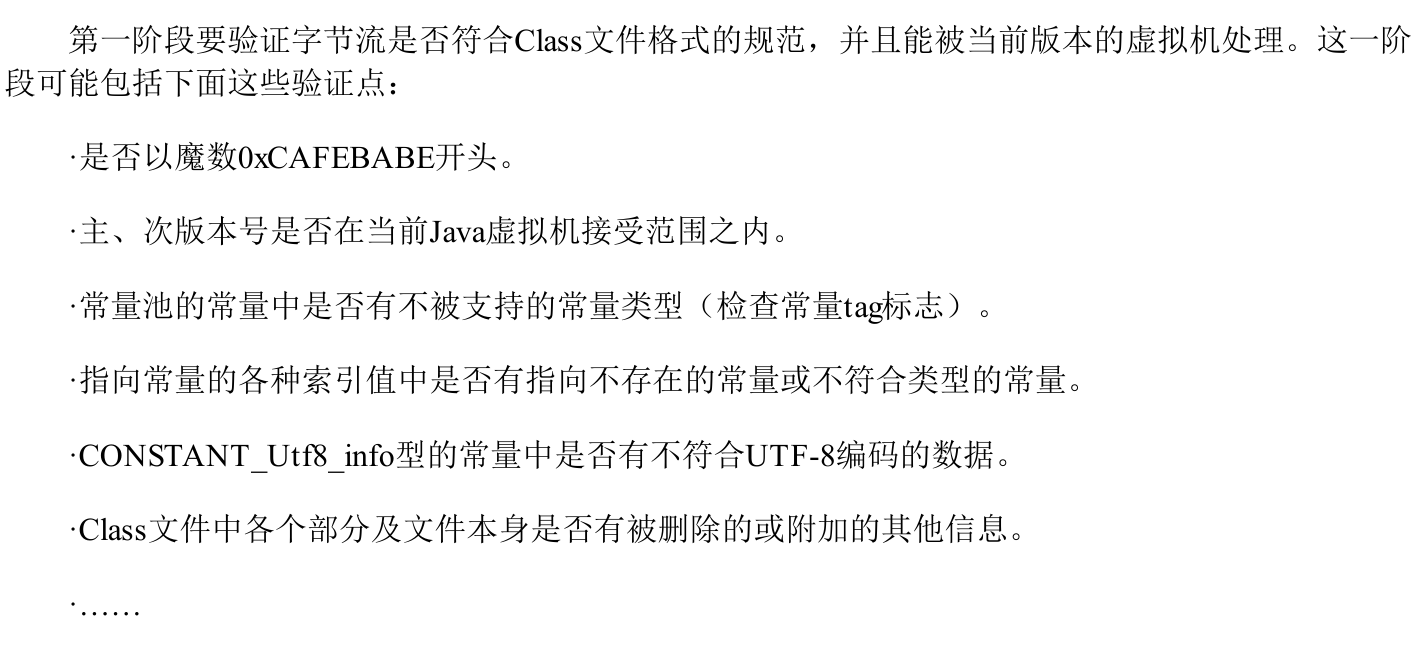 第一阶段要验证字节流是否符合Class文件格式的规范，并且能被当前版本的虚拟机处理。这一阶
段可能包括下面这些验证点：
·是否以魔数0xCAFEBABE开头。
·主、次版本号是否在当前Java虚拟机接受范围之内。
·常量池的常量中是否有不被支持的常量类型（检查常量tag标志）。
·指向常量的各种索引值中是否有指向不存在的常量或不符合类型的常量。
·CONSTANT_Utf8_info型的常量中是否有不符合UTF-8编码的数据。
·Class文件中各个部分及文件本身是否有被删除的或附加的其他信息。
·……